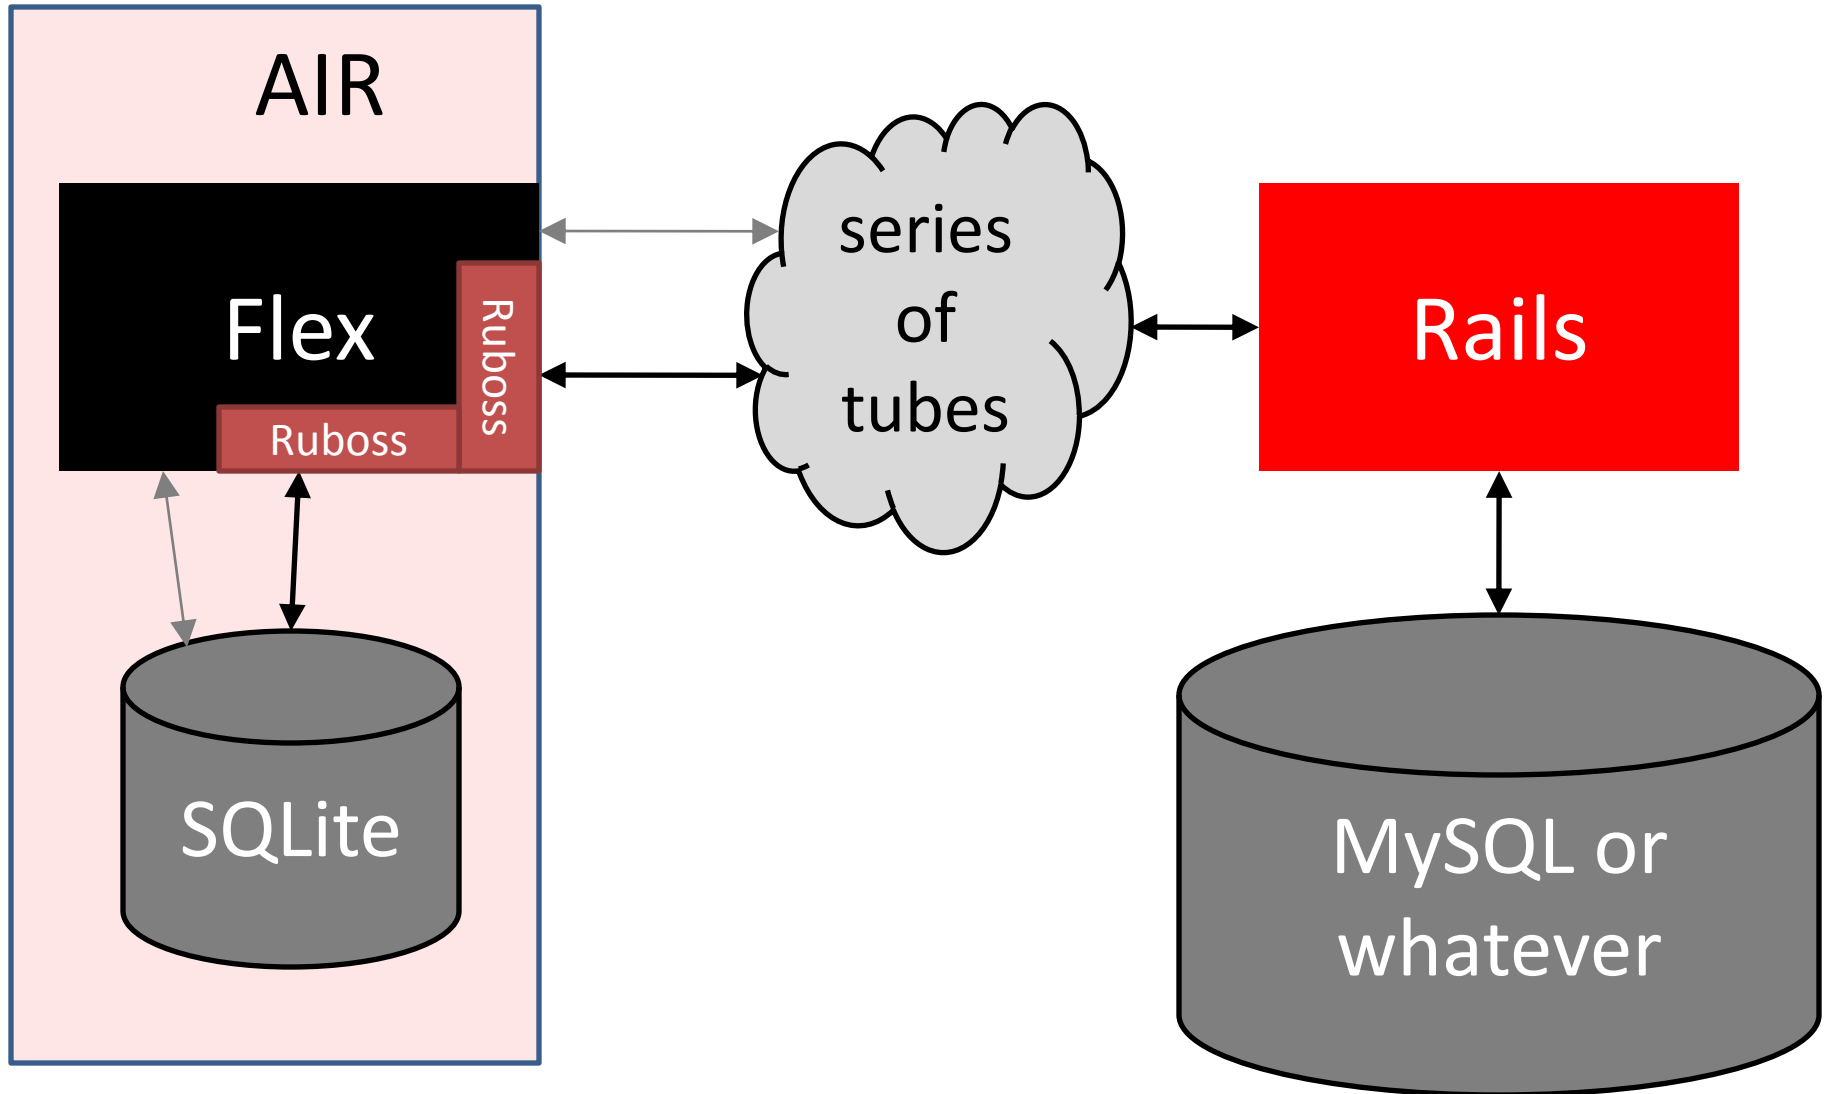 AIR
Flex
Ruboss
Ruboss
SQLite
series
of
tubes
Rails
MySQL or
whatever